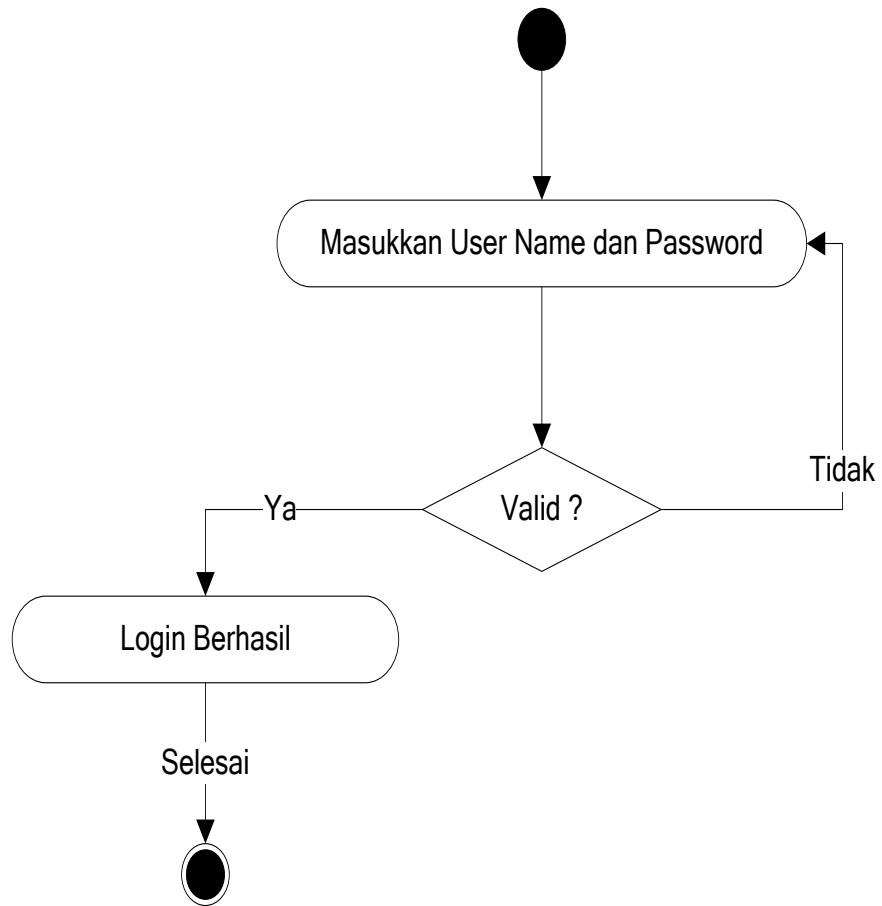 Masukkan User Name dan Password
Tidak
Valid ?
Ya
Login Berhasil
Selesai